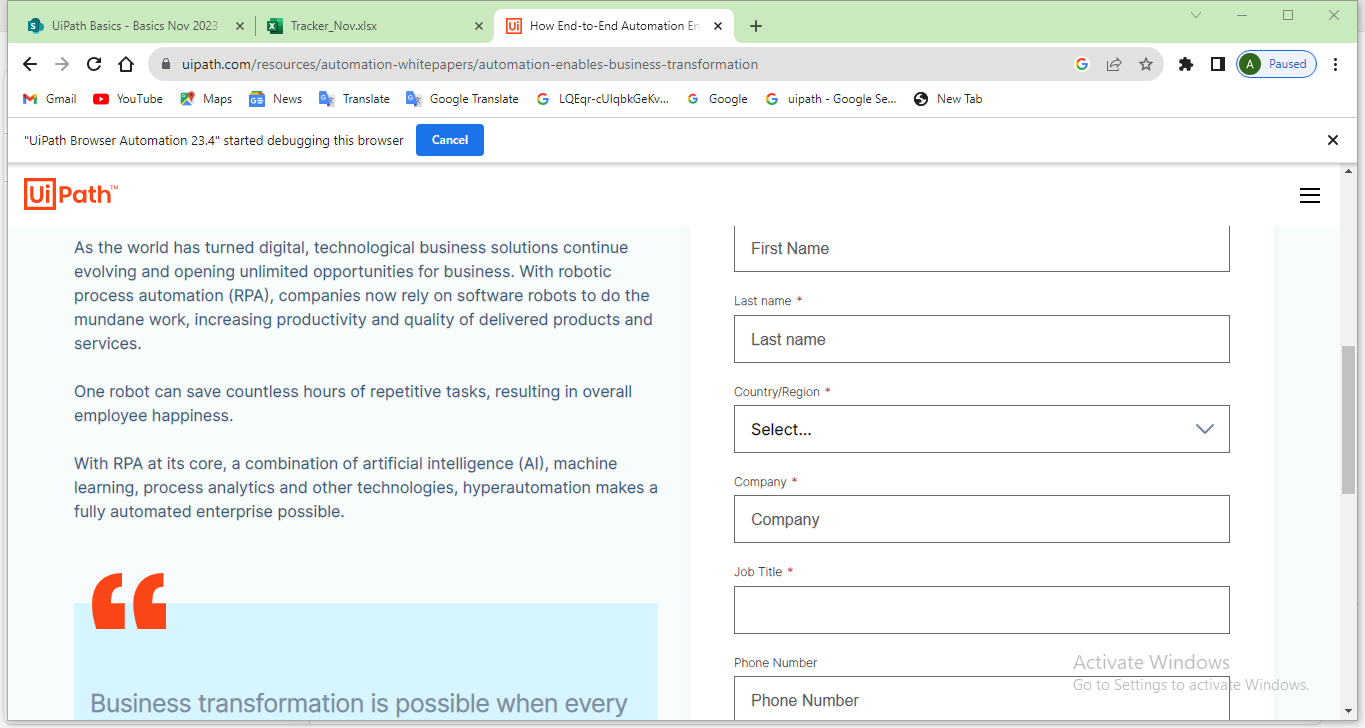 UiPath Basics - Basics Nov 2023
Tracker_Nov.xlsx
How End-to-End Automation En
uipath.com/resources/automation-whitepapers/automation-enables-business-transformation
A Paused
Gmail
YouTube
Maps
News
Translate
Google Translate
LQEqr-cUIqbkGeKv...
Google
uipath - Google Se...
New Tab
"UiPath Browser Automation 23.4" started debugging this browser
Cancel
UiPath™
As the world has turned digital, technological business solutions continue
evolving and opening unlimited opportunities for business. With robotic
process automation (RPA), companies now rely on software robots to do the
mundane work, increasing productivity and quality of delivered products and
services.
One robot can save countless hours of repetitive tasks, resulting in overall
employee happiness.
With RPA at its core, a combination of artificial intelligence (AI), machine
learning, process analytics and other technologies, hyperautomation makes a
fully automated enterprise possible.
“
Business transformation is possible when every
First Name
Last name *
Last name
Country/Region *
Select...
Company *
Company
Job Title *
Phone Number
Phone Number
Activate Windows
Go to Settings to activate Windows.